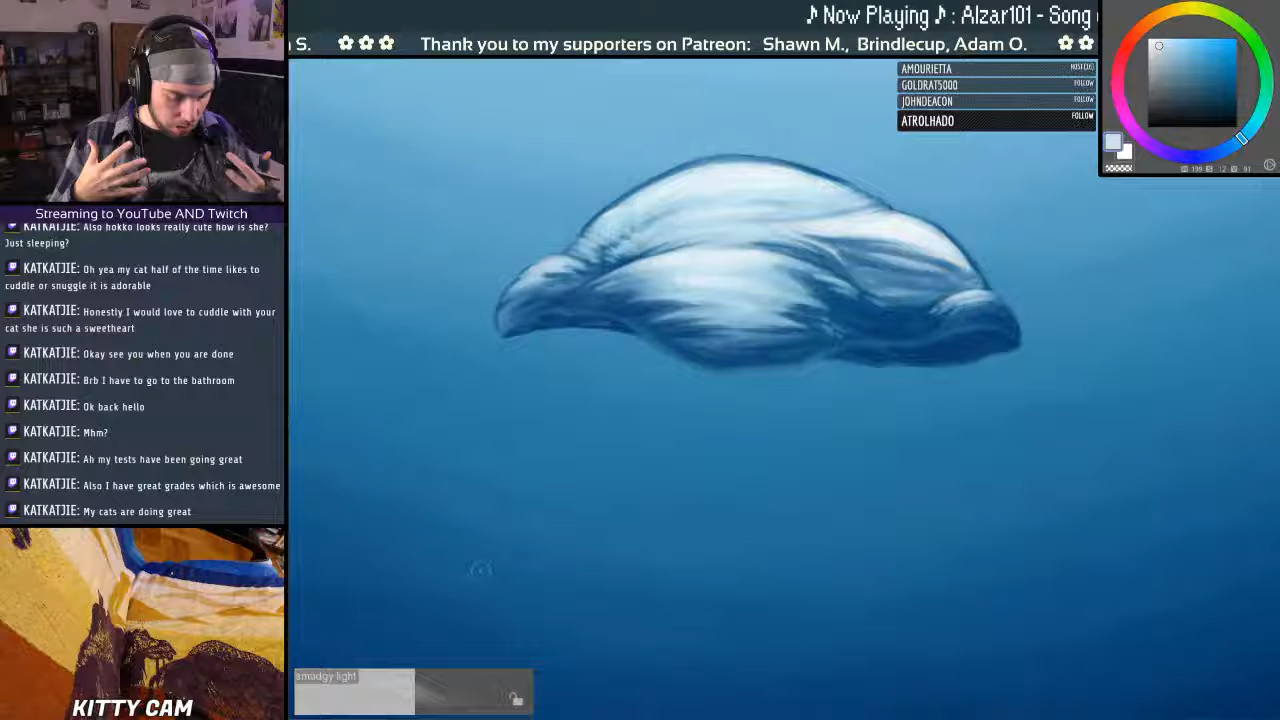 ♪ Now Playing ♪ : Alzar101 - Song
S. ✿ ✿ ✿ Thank you to my supporters on Patreon: Shawn M., Brindlecup, Adam O. ✿ ✿
AMOURIETTA
GOLDRAT5000 FOLLOW
JOHNDEACON FOLLOW
ATROLHADO FOLLOW
199 12 91
Streaming to YouTube AND Twitch
KATKATJIE: Also hokko looks really cute how is she?
Just sleeping?
KATKATJIE: Oh yea my cat half of the time likes to
cuddle or snuggle it is adorable
KATKATJIE: Honestly I would love to cuddle with your
cat she is such a sweetheart
KATKATJIE: Okay see you when you are done
KATKATJIE: Brb I have to go to the bathroom
KATKATJIE: Ok back hello
KATKATJIE: Mhm?
KATKATJIE: Ah my tests have been going great
KATKATJIE: Also I have great grades which is awesome
KATKATJIE: My cats are doing great
smudgy light
KITTY CAM